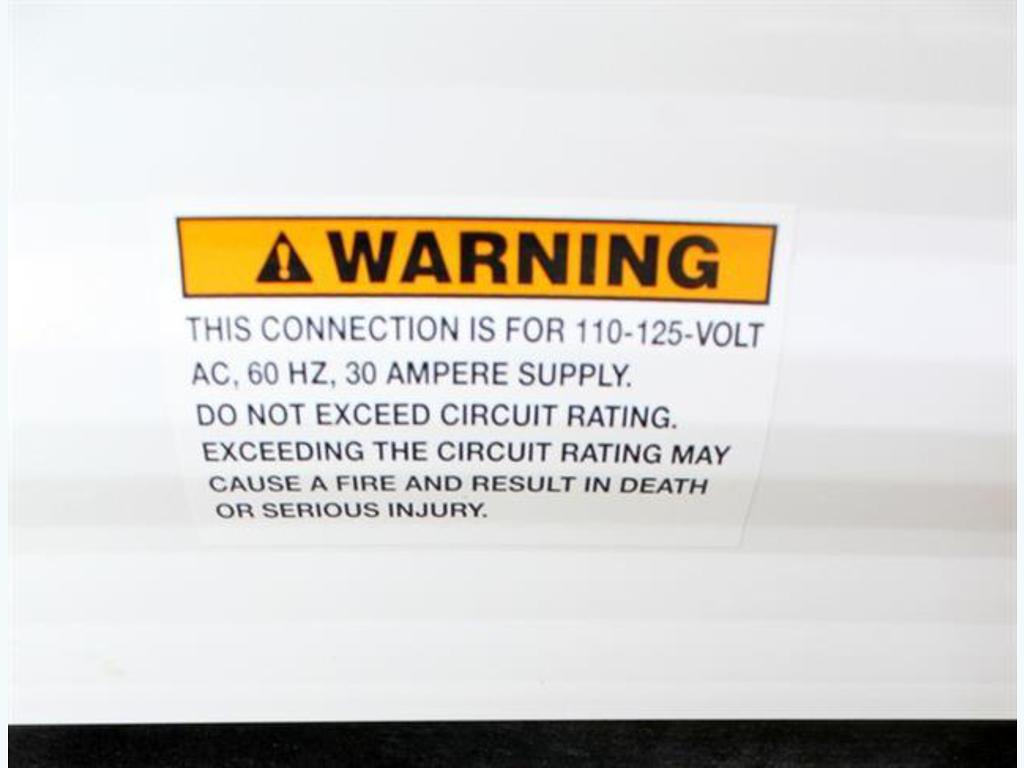 WARNING
THIS CONNECTION IS FOR 110-125-VOLT
AC, 60 HZ, 30 AMPERE SUPPLY.
DO NOT EXCEED CIRCUIT RATING.
EXCEEDING THE CIRCUIT RATING MAY
CAUSE A FIRE AND RESULT IN DEATH
OR SERIOUS INJURY.